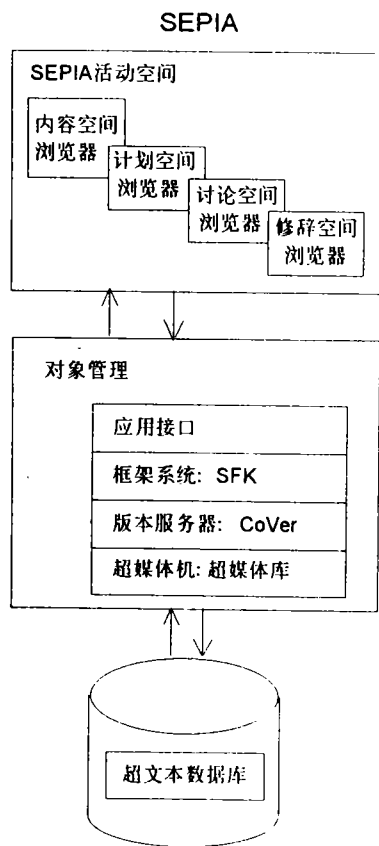 SEPIA
SEPIA活动空间
内容空间
浏览器
计划空间
浏览器
讨论空间
浏览器
修辞空间
浏览器
对象管理
应用接口
框架系统: SFK
版本服务器: CoVer
超媒体机: 超媒体库
超文本数据库